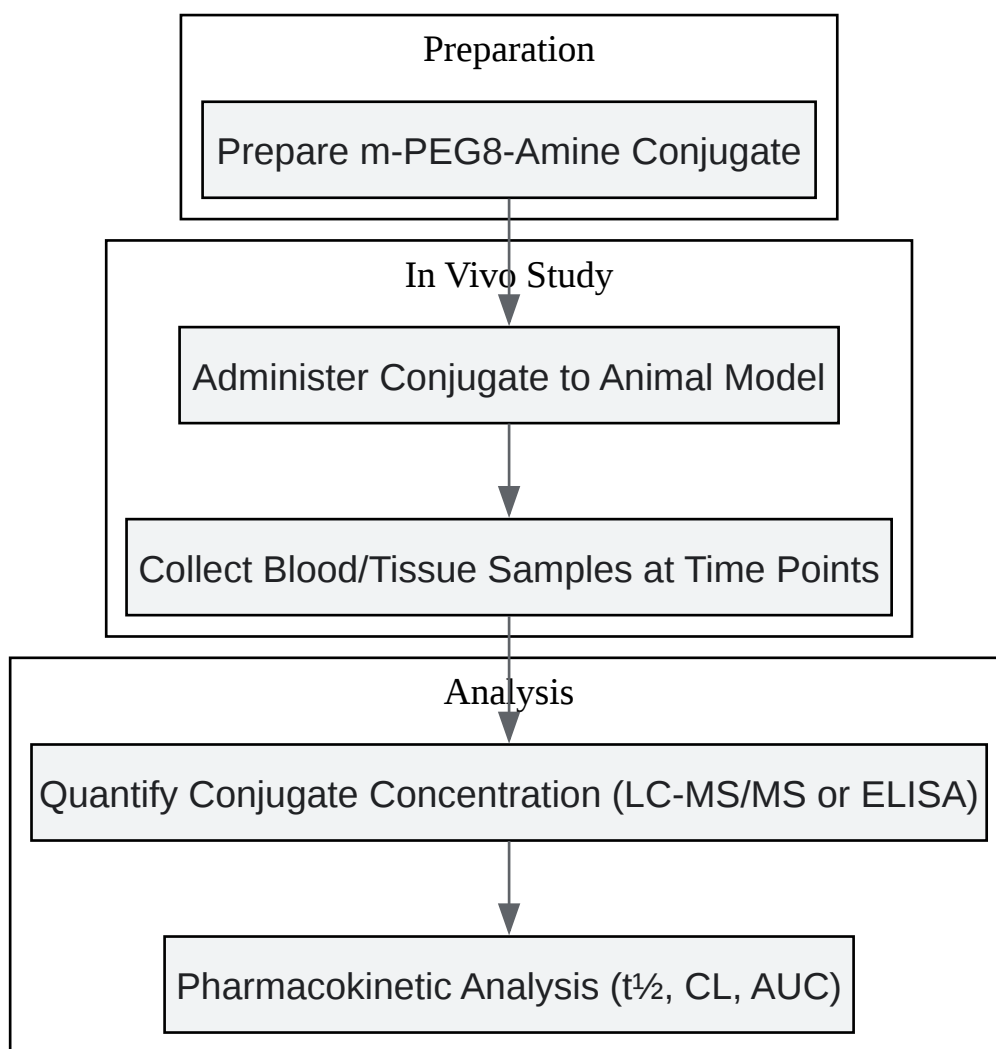 Preparation
Prepare m-PEG8-Amine Conjugate
In Vivo Study
Administer Conjugate to Animal Model
Collect Blood/Tissue Samples at Time Points
Analysis
Quantify Conjugate Concentration (LC-MS/MS or ELISA)
Pharmacokinetic Analysis (t½, CL, AUC)